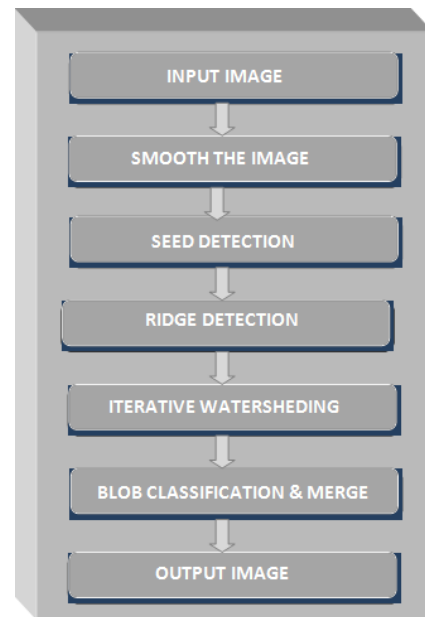 INPUT IMAGE
SMOOTH THE IMAGE
SEED DETECTION
RIDGE DETECTION
ITERATIVE WATERSHEDING
BLOB CLASSIFICATION & MERGE
OUTPUT IMAGE